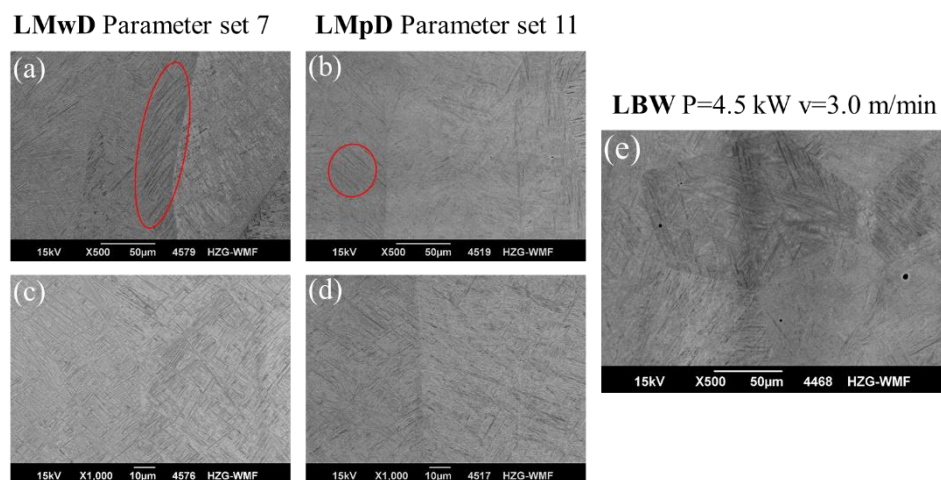 LMwD Parameter set 7
LMpD Parameter set 11
(a)
15kV X500 50µm 4579 HZG-WMF
(b)
15kV X500 50µm 4519 HZG-WMF
LBW P=4.5 kW v=3.0 m/min
(e)
15kV X500 50µm 4468 HZG-WMF
(c)
15kV X1,000 10µm 4576 HZG-WMF
(d)
15kV X1,000 10µm 4517 HZG-WMF